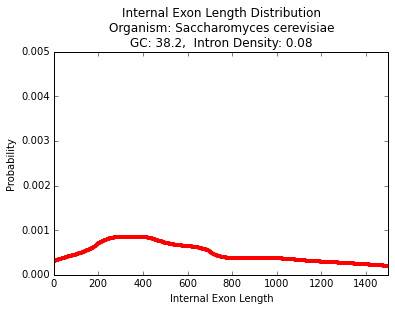 Internal Exon Length Distribution
Organism: Saccharomyces cerevisiae
GC: 38.2,  Intron Density: 0.08
0.005
0.004
0.003
0.002
0.001
0.000
Probability
0 200 400 600 800 1000 1200 1400
Internal Exon Length